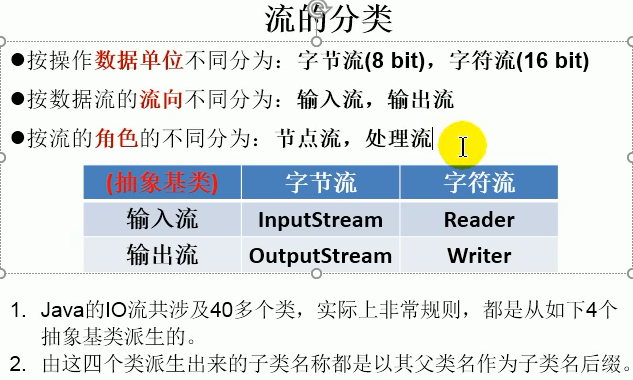 流的分类
●按操作数据单位不同分为：字节流(8 bit)，字符流(16 bit)
●按数据流的流向不同分为：输入流，输出流
●按流的角色的不同分为：节点流，处理流
(抽象基类) 字节流 字符流
输入流 InputStream Reader
输出流 OutputStream Writer
1. Java的IO流共涉及40多个类，实际上非常规则，都是从如下4个
抽象基类派生的。
2. 由这四个类派生出来的子类名称都是以其父类名作为子类名后缀。